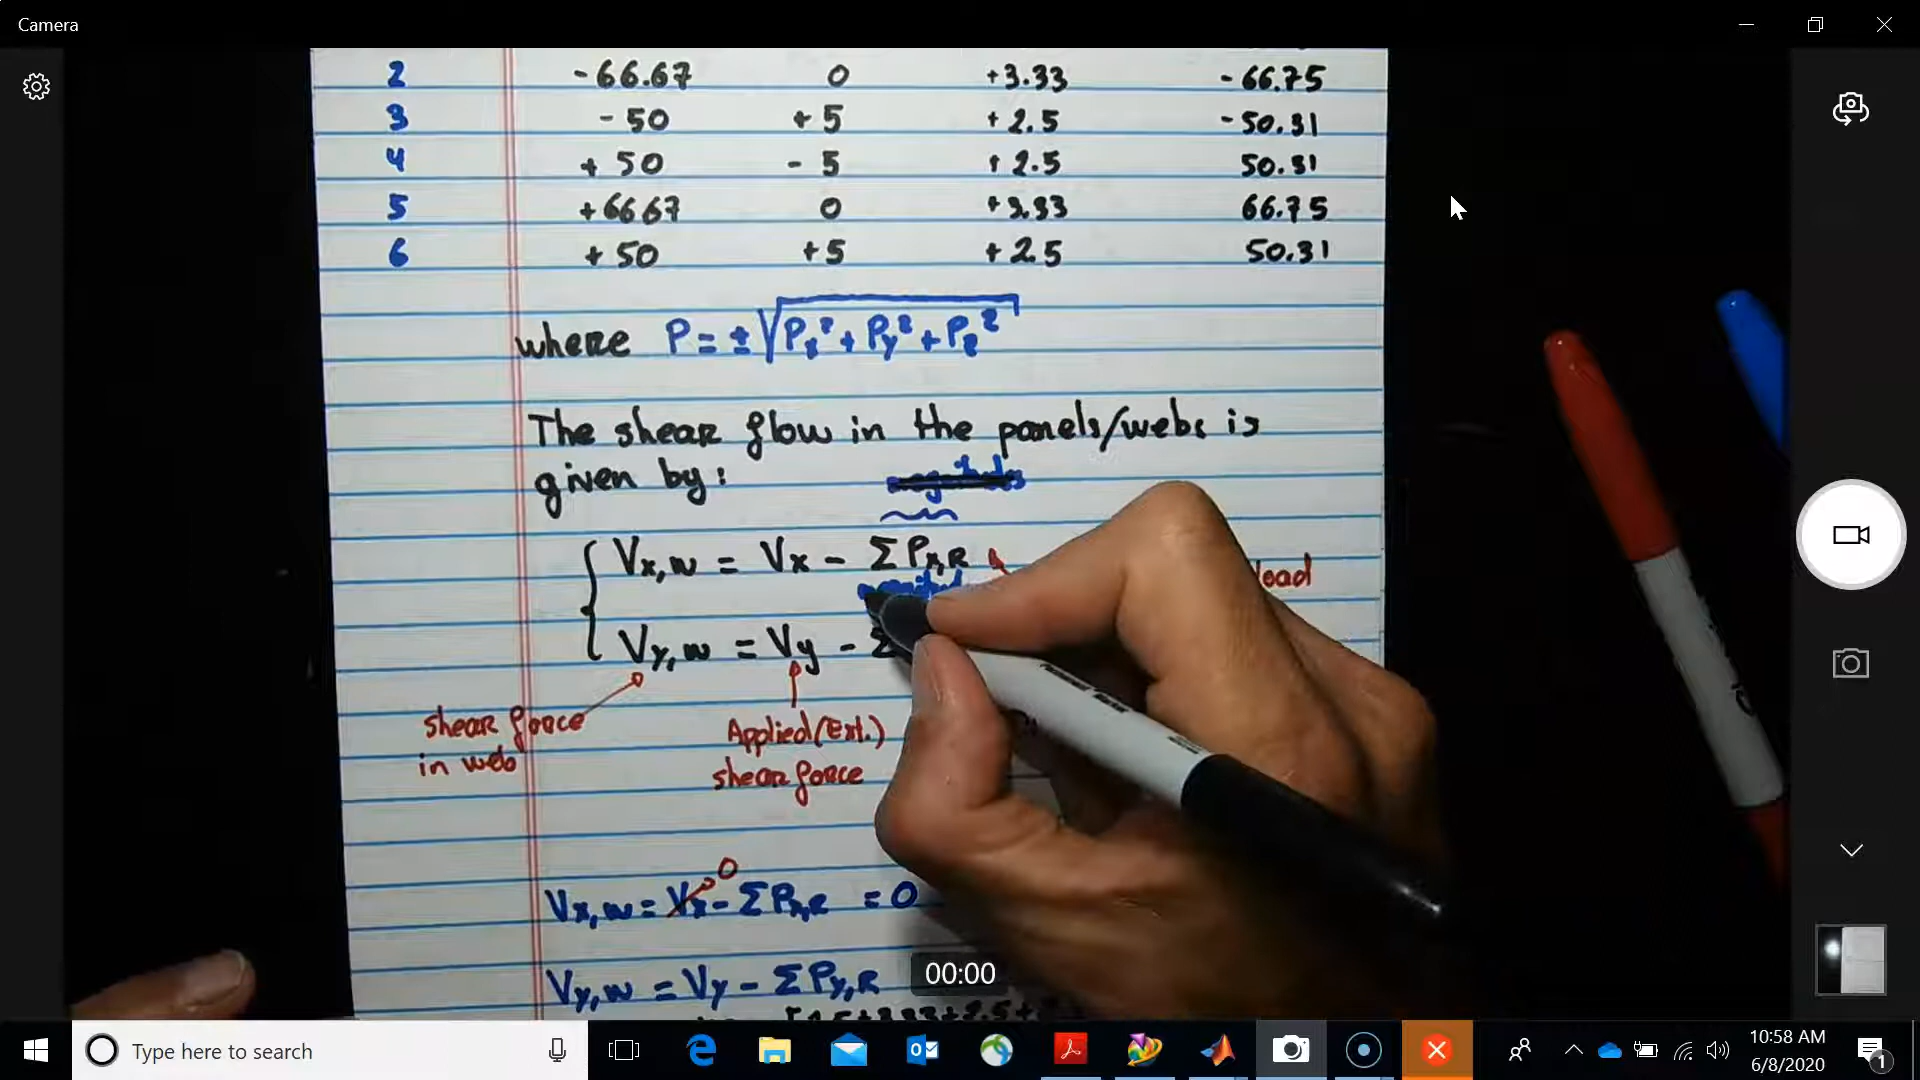 Camera
2 -66.67 0 +3.33 -66.75
3 -50 +5 +2.5 -50.31
4 +50 -5 +2.5 50.31
5 +6667 0 +3.33 66.75
6 +50 +5 +2.5 50.31
where P = ±√Px² + Py² + Pz²
The shear flow in the panels/webs is
given by:
Vx,w = Vx - ΣPx,R
load
Vy,w = Vy - Σ
shear force
in web
Applied (Ext.)
shear force
0
Vx,w = Vx - ΣPx,R = 0
Vy,w = Vy - ΣPy,R
00:00
Type here to search
10:58 AM
6/8/2020
1